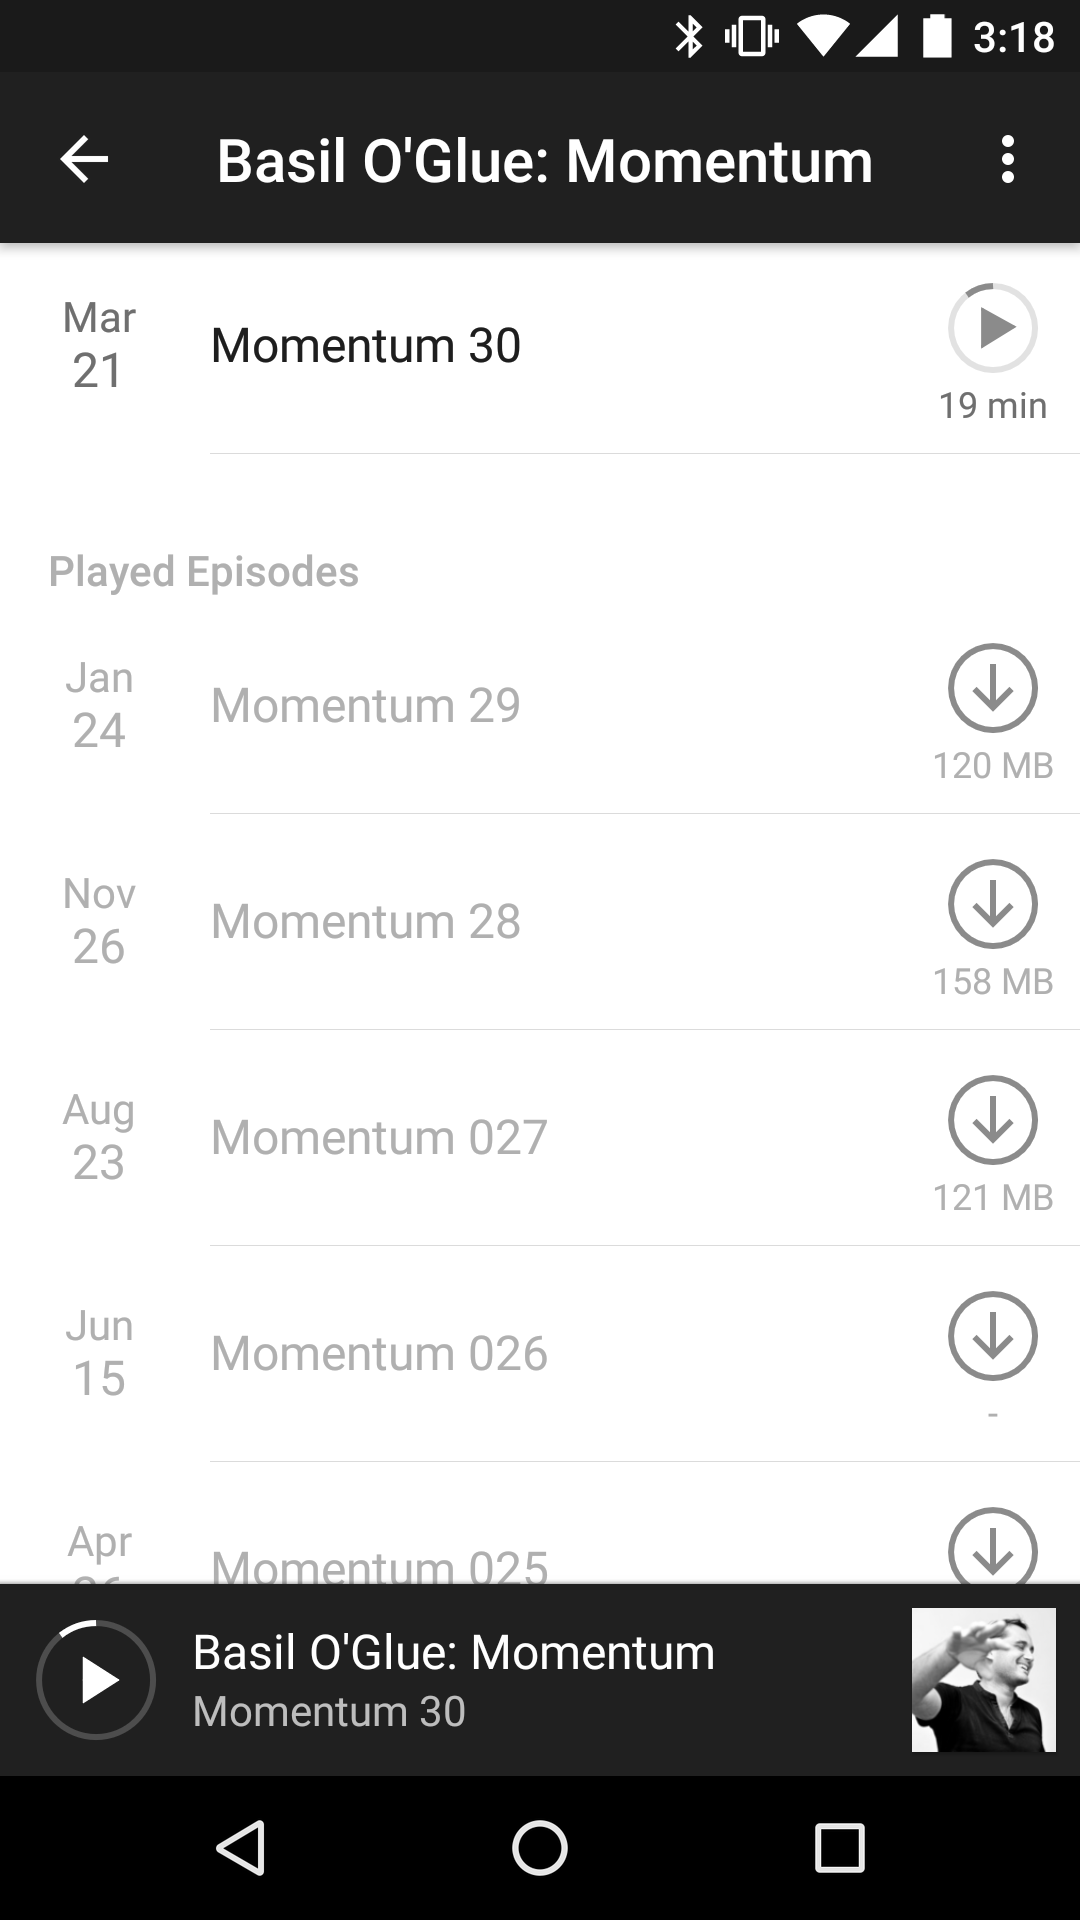 3:18
Basil O'Glue: Momentum
Mar
21
Momentum 30
19 min
Played Episodes
Jan
24
Momentum 29
120 MB
Nov
26
Momentum 28
158 MB
Aug
23
Momentum 027
121 MB
Jun
15
Momentum 026
-
Apr
Momentum 025
Basil O'Glue: Momentum
Momentum 30